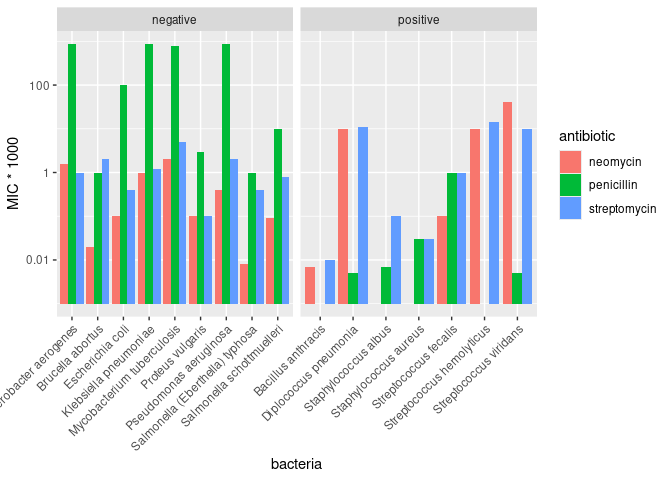 negative
positive
MIC * 1000
100
1
0.01
erobacter aerogenes
Brucella abortus
Escherichia coli
Klebsiella pneumoniae
Mycobacterium tuberculosis
Proteus vulgaris
Pseudomonas aeruginosa
Salmonella (Eberthella) typhosa
Salmonella schottmuelleri
Bacillus anthracis
Diplococcus pneumonia
Staphylococcus albus
Staphylococcus aureus
Streptococcus fecalis
Streptococcus hemolyticus
Streptococcus viridans
bacteria
antibiotic
neomycin
penicillin
streptomycin